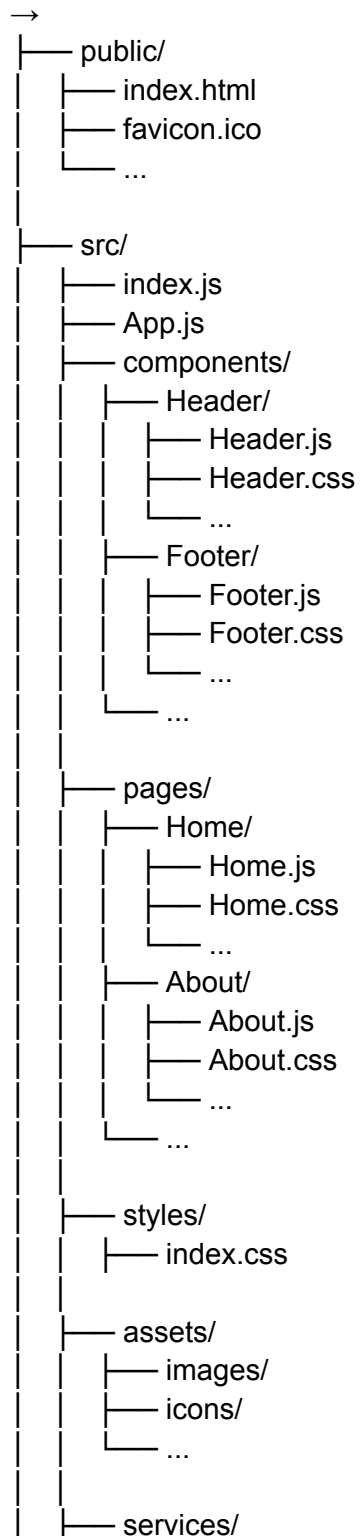 →
├── public/
│   ├── index.html
│   ├── favicon.ico
│   └── ...
│
├── src/
│   ├── index.js
│   ├── App.js
│   ├── components/
│   │   ├── Header/
│   │   │   ├── Header.js
│   │   │   ├── Header.css
│   │   │   └── ...
│   │   ├── Footer/
│   │   │   ├── Footer.js
│   │   │   ├── Footer.css
│   │   │   └── ...
│   │   └── ...
│   │
│   ├── pages/
│   │   ├── Home/
│   │   │   ├── Home.js
│   │   │   ├── Home.css
│   │   │   └── ...
│   │   ├── About/
│   │   │   ├── About.js
│   │   │   ├── About.css
│   │   │   └── ...
│   │   └── ...
│   │
│   ├── styles/
│   │   ├── index.css
│   │
│   ├── assets/
│   │   ├── images/
│   │   ├── icons/
│   │   └── ...
│   │
│   ├── services/